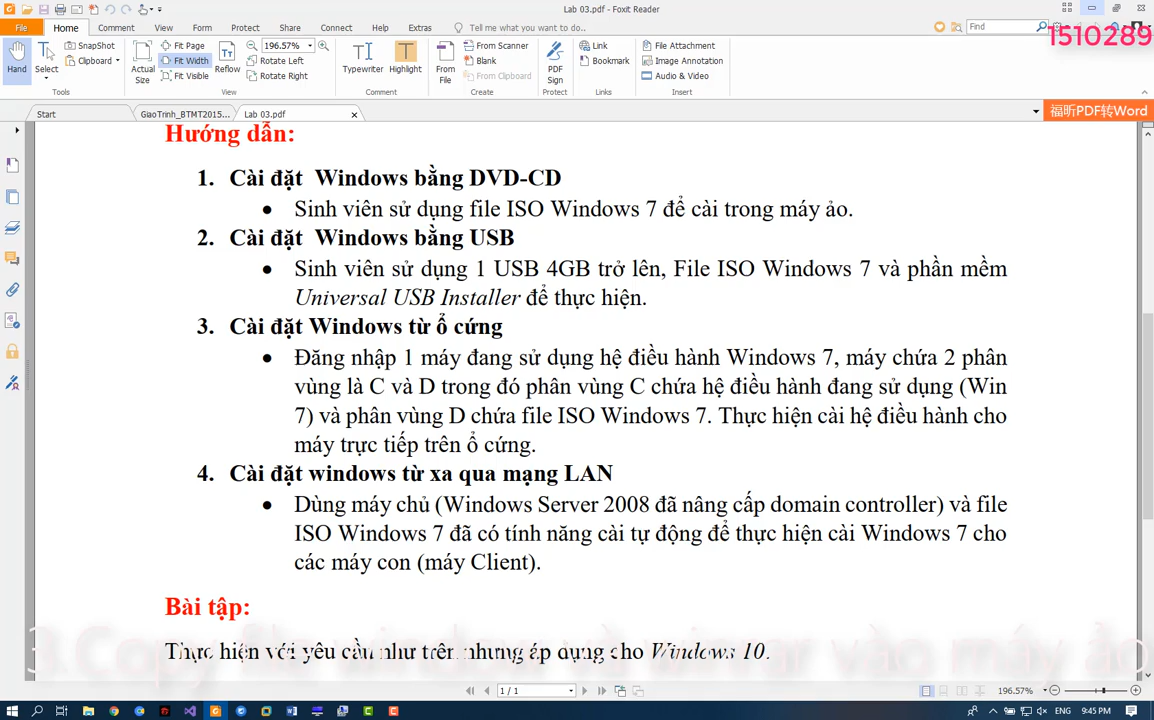 Lab 03.pdf - Foxit Reader
File Home Comment View Form Protect Share Help Extras Tell me what you want to do... Find
1510289
Hand
Select
SnapShot
Clipboard
Actual Size
Fit Page
Fit Width
Fit Visible
Reflow
196.57%
Rotate Left
Rotate Right
Typewriter
Highlight
From File
From Scanner
Blank
From Clipboard
PDF Sign
Link
Bookmark
File Attachment
Image Annotation
Audio & Video
Tools View Comment Create Protect Links Insert
Start GiaoTrinh_BTMT2015... Lab 03.pdf 福昕PDF转Word
Hướng dẫn:
1. Cài đặt Windows bằng DVD-CD
• Sinh viên sử dụng file ISO Windows 7 để cài trong máy ảo.
2. Cài đặt Windows bằng USB
• Sinh viên sử dụng 1 USB 4GB trở lên, File ISO Windows 7 và phần mềm
Universal USB Installer để thực hiện.
3. Cài đặt Windows từ ổ cứng
• Đăng nhập 1 máy đang sử dụng hệ điều hành Windows 7, máy chứa 2 phân
vùng là C và D trong đó phân vùng C chứa hệ điều hành đang sử dụng (Win
7) và phân vùng D chứa file ISO Windows 7. Thực hiện cài hệ điều hành cho
máy trực tiếp trên ổ cứng.
4. Cài đặt windows từ xa qua mạng LAN
• Dùng máy chủ (Windows Server 2008 đã nâng cấp domain controller) và file
ISO Windows 7 đã có tính năng cài tự động để thực hiện cài Windows 7 cho
các máy con (máy Client).
Bài tập:
Thực hiện với yêu cầu như trên nhưng áp dụng cho Windows 10.
3.Copy file window và winrar vào máy ảo
1 / 1 196.57%
ENG 9:45 PM